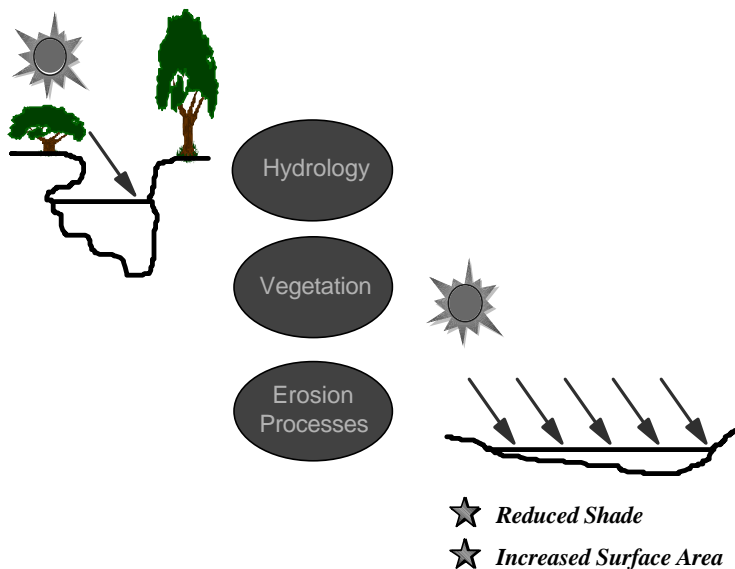 Hydrology
Vegetation
Erosion
Processes
Reduced Shade
Increased Surface Area